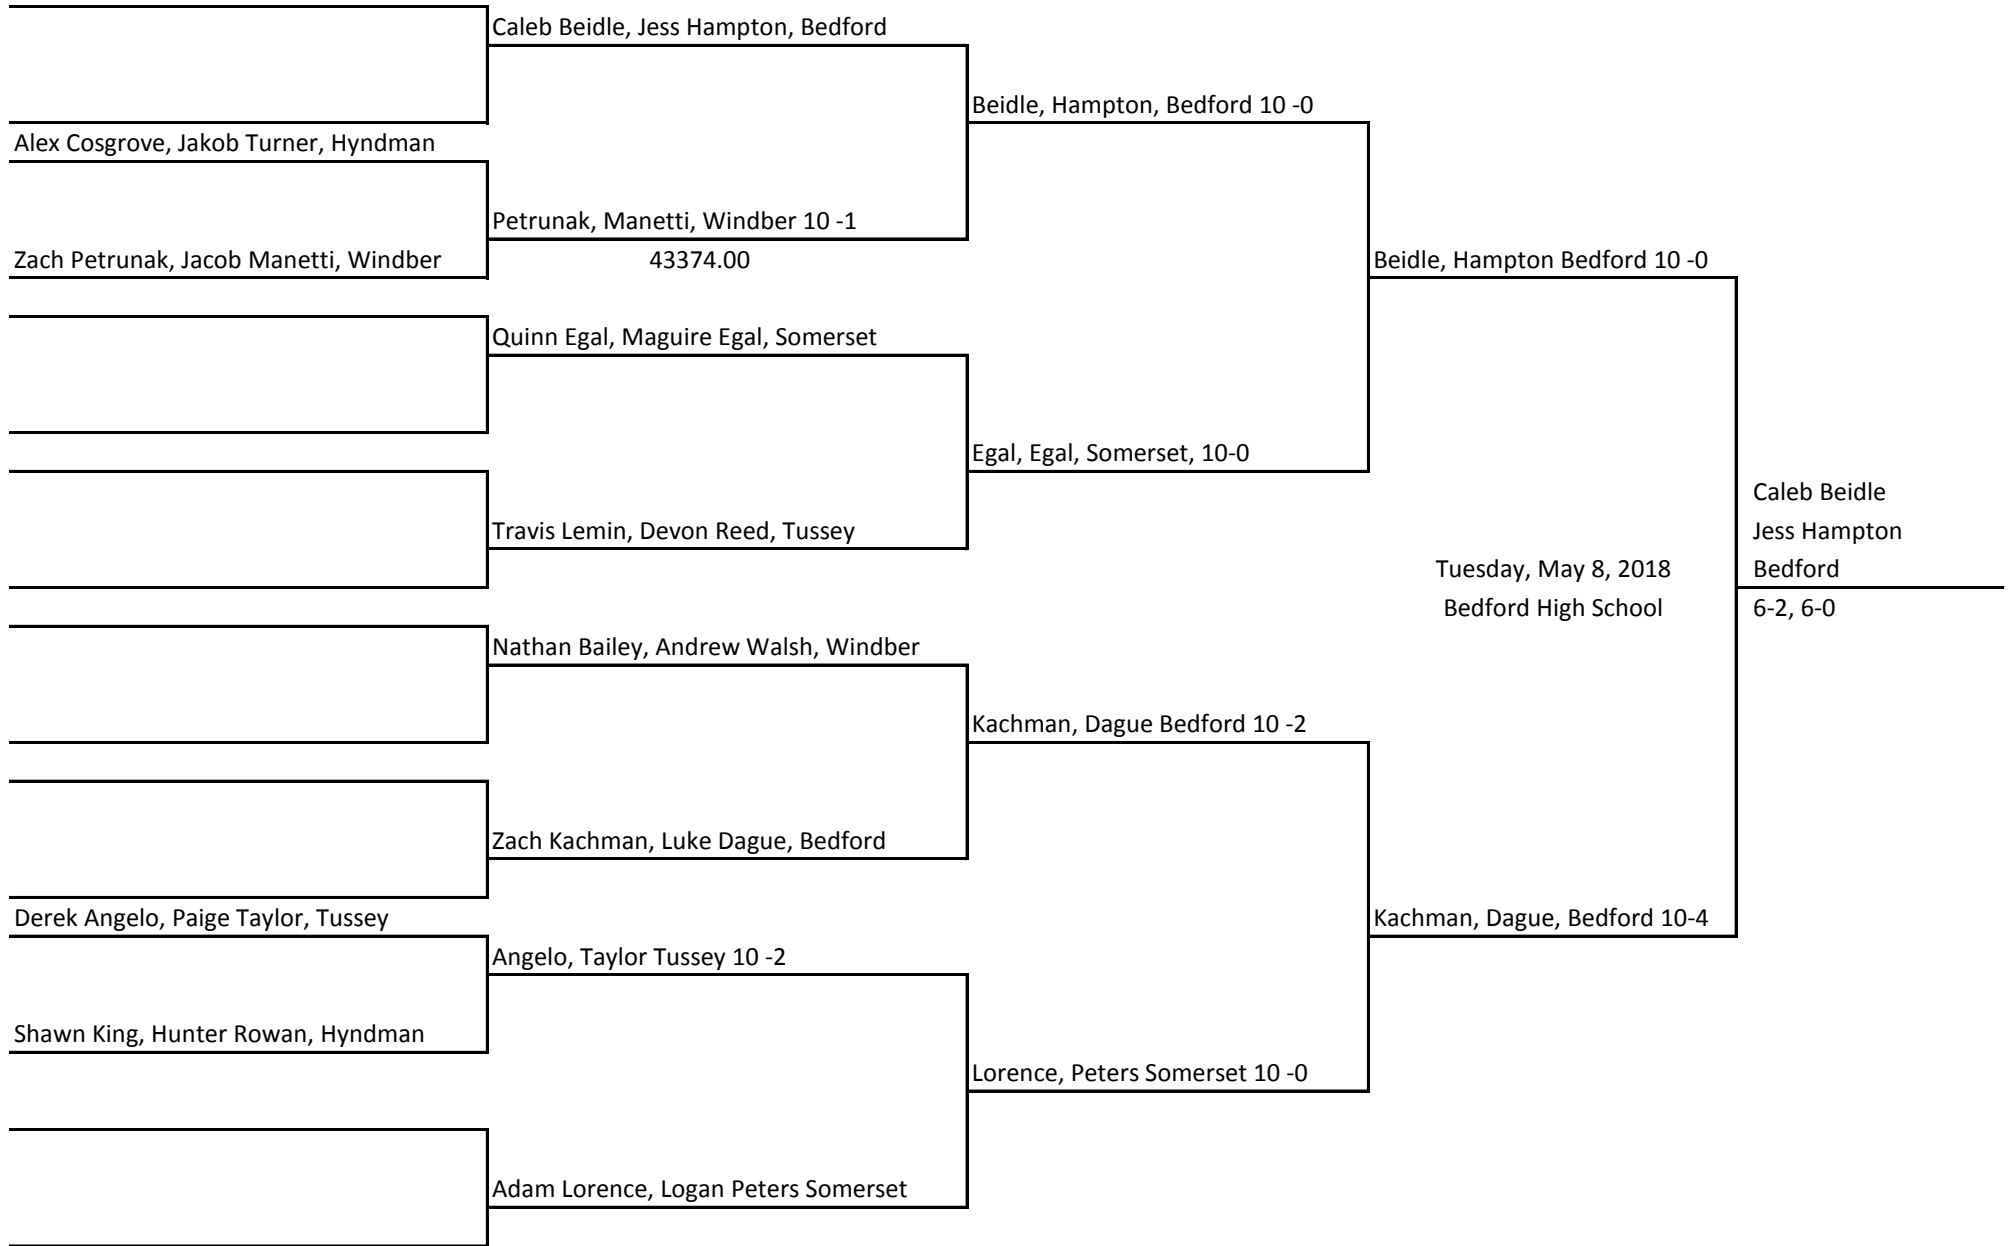 Caleb Beidle, Jess Hampton, Bedford
Beidle, Hampton, Bedford 10 -0
Alex Cosgrove, Jakob Turner, Hyndman
Petrunak, Manetti, Windber 10 -1
Zach Petrunak, Jacob Manetti, Windber
43374.00
Beidle, Hampton Bedford 10 -0
Quinn Egal, Maguire Egal, Somerset
Egal, Egal, Somerset, 10-0
Caleb Beidle
Travis Lemin, Devon Reed, Tussey
Jess Hampton
Tuesday, May 8, 2018
Bedford
Bedford High School
6-2, 6-0
Nathan Bailey, Andrew Walsh, Windber
Kachman, Dague Bedford 10 -2
Zach Kachman, Luke Dague, Bedford
Derek Angelo, Paige Taylor, Tussey
Kachman, Dague, Bedford 10-4
Angelo, Taylor Tussey 10 -2
Shawn King, Hunter Rowan, Hyndman
Lorence, Peters Somerset 10 -0
Adam Lorence, Logan Peters Somerset